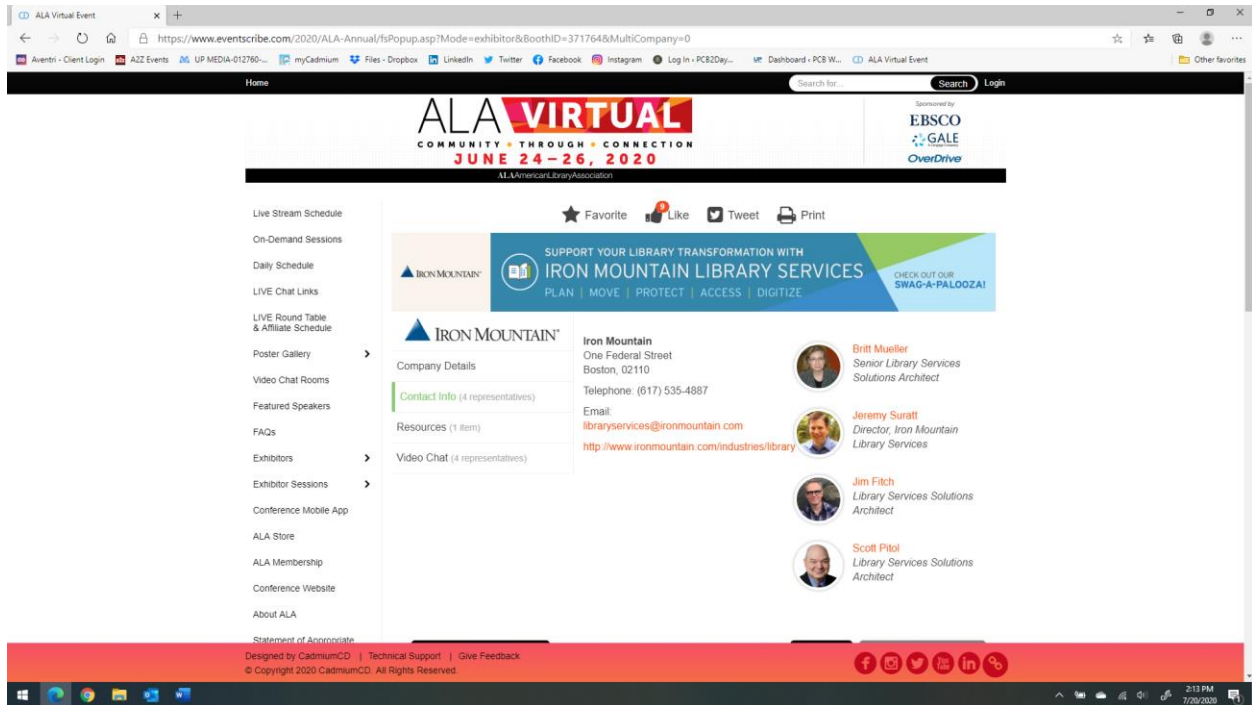 ALA Virtual Event
https://www.eventscribe.com/2020/ALA-Annual/fsPopup.asp?Mode=exhibitor&BoothID=371764&MultiCompany=0
Aventri - Client Login A2Z Events UP MEDIA-012760-... myCadmium Files - Dropbox LinkedIn Twitter Facebook Instagram Log In ‹ PCB2Day... Dashboard ‹ PCB W... ALA Virtual Event Other favorites
Home Search for... Search Login
ALA VIRTUAL
COMMUNITY • THROUGH • CONNECTION
JUNE 24–26, 2020
ALAAmericanLibraryAssociation
Sponsored by
EBSCO
GALE
OverDrive
Favorite 9 Like Tweet Print
Live Stream Schedule
On-Demand Sessions
Daily Schedule
LIVE Chat Links
LIVE Round Table
& Affiliate Schedule
Poster Gallery
Video Chat Rooms
Featured Speakers
FAQs
Exhibitors
Exhibitor Sessions
Conference Mobile App
ALA Store
ALA Membership
Conference Website
About ALA
Statement of Appropriate
IRON MOUNTAIN®
SUPPORT YOUR LIBRARY TRANSFORMATION WITH
IRON MOUNTAIN LIBRARY SERVICES
PLAN | MOVE | PROTECT | ACCESS | DIGITIZE
CHECK OUT OUR
SWAG-A-PALOOZA!
IRON MOUNTAIN®
Company Details
Contact Info (4 representatives)
Resources (1 item)
Video Chat (4 representatives)
Iron Mountain
One Federal Street
Boston, 02110
Telephone: (617) 535-4887
Email:
libraryservices@ironmountain.com
http://www.ironmountain.com/industries/library
Britt Mueller
Senior Library Services
Solutions Architect
Jeremy Suratt
Director, Iron Mountain
Library Services
Jim Fitch
Library Services Solutions
Architect
Scott Pitol
Library Services Solutions
Architect
Designed by CadmiumCD | Technical Support | Give Feedback
© Copyright 2020 CadmiumCD. All Rights Reserved.
2:13 PM
7/20/2020